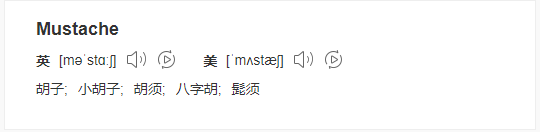 Mustache
英 [məˈstɑːʃ] 美 [ˈmʌstæʃ]
胡子; 小胡子; 胡须; 八字胡; 髭须